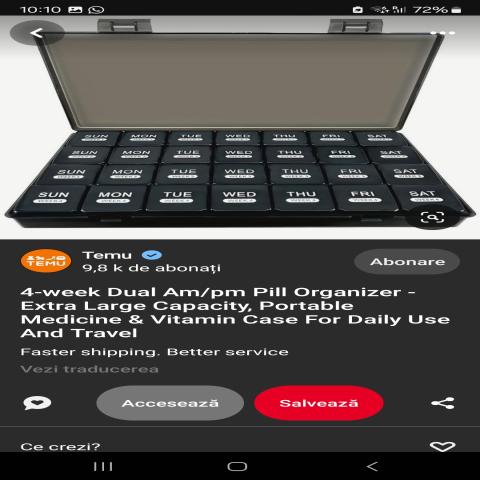 10:10
72%
SUN MON TUE WED THU FRI SAT
SUN MON TUE WED THU FRI SAT
SUN MON TUE WED THU FRI SAT
SUN MON TUE WED THU FRI SAT
TEMU
Temu
9,8 k de abonați
Abonare
4-week Dual Am/pm Pill Organizer -
Extra Large Capacity, Portable
Medicine & Vitamin Case For Daily Use
And Travel
Faster shipping. Better service
Vezi traducerea
Accesează
Salvează
Ce crezi?